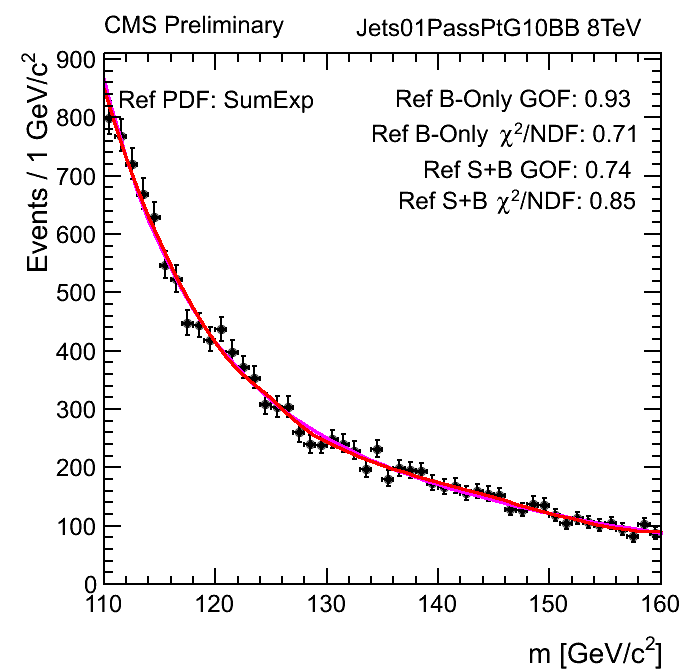 CMS Preliminary
Jets01PassPtG10BB 8TeV
Ref PDF: SumExp
Ref B-Only GOF: 0.93
Ref B-Only χ²/NDF: 0.71
Ref S+B GOF: 0.74
Ref S+B χ²/NDF: 0.85
Events / 1 GeV/c²
900
800
700
600
500
400
300
200
100
0
110 120 130 140 150 160
m [GeV/c²]